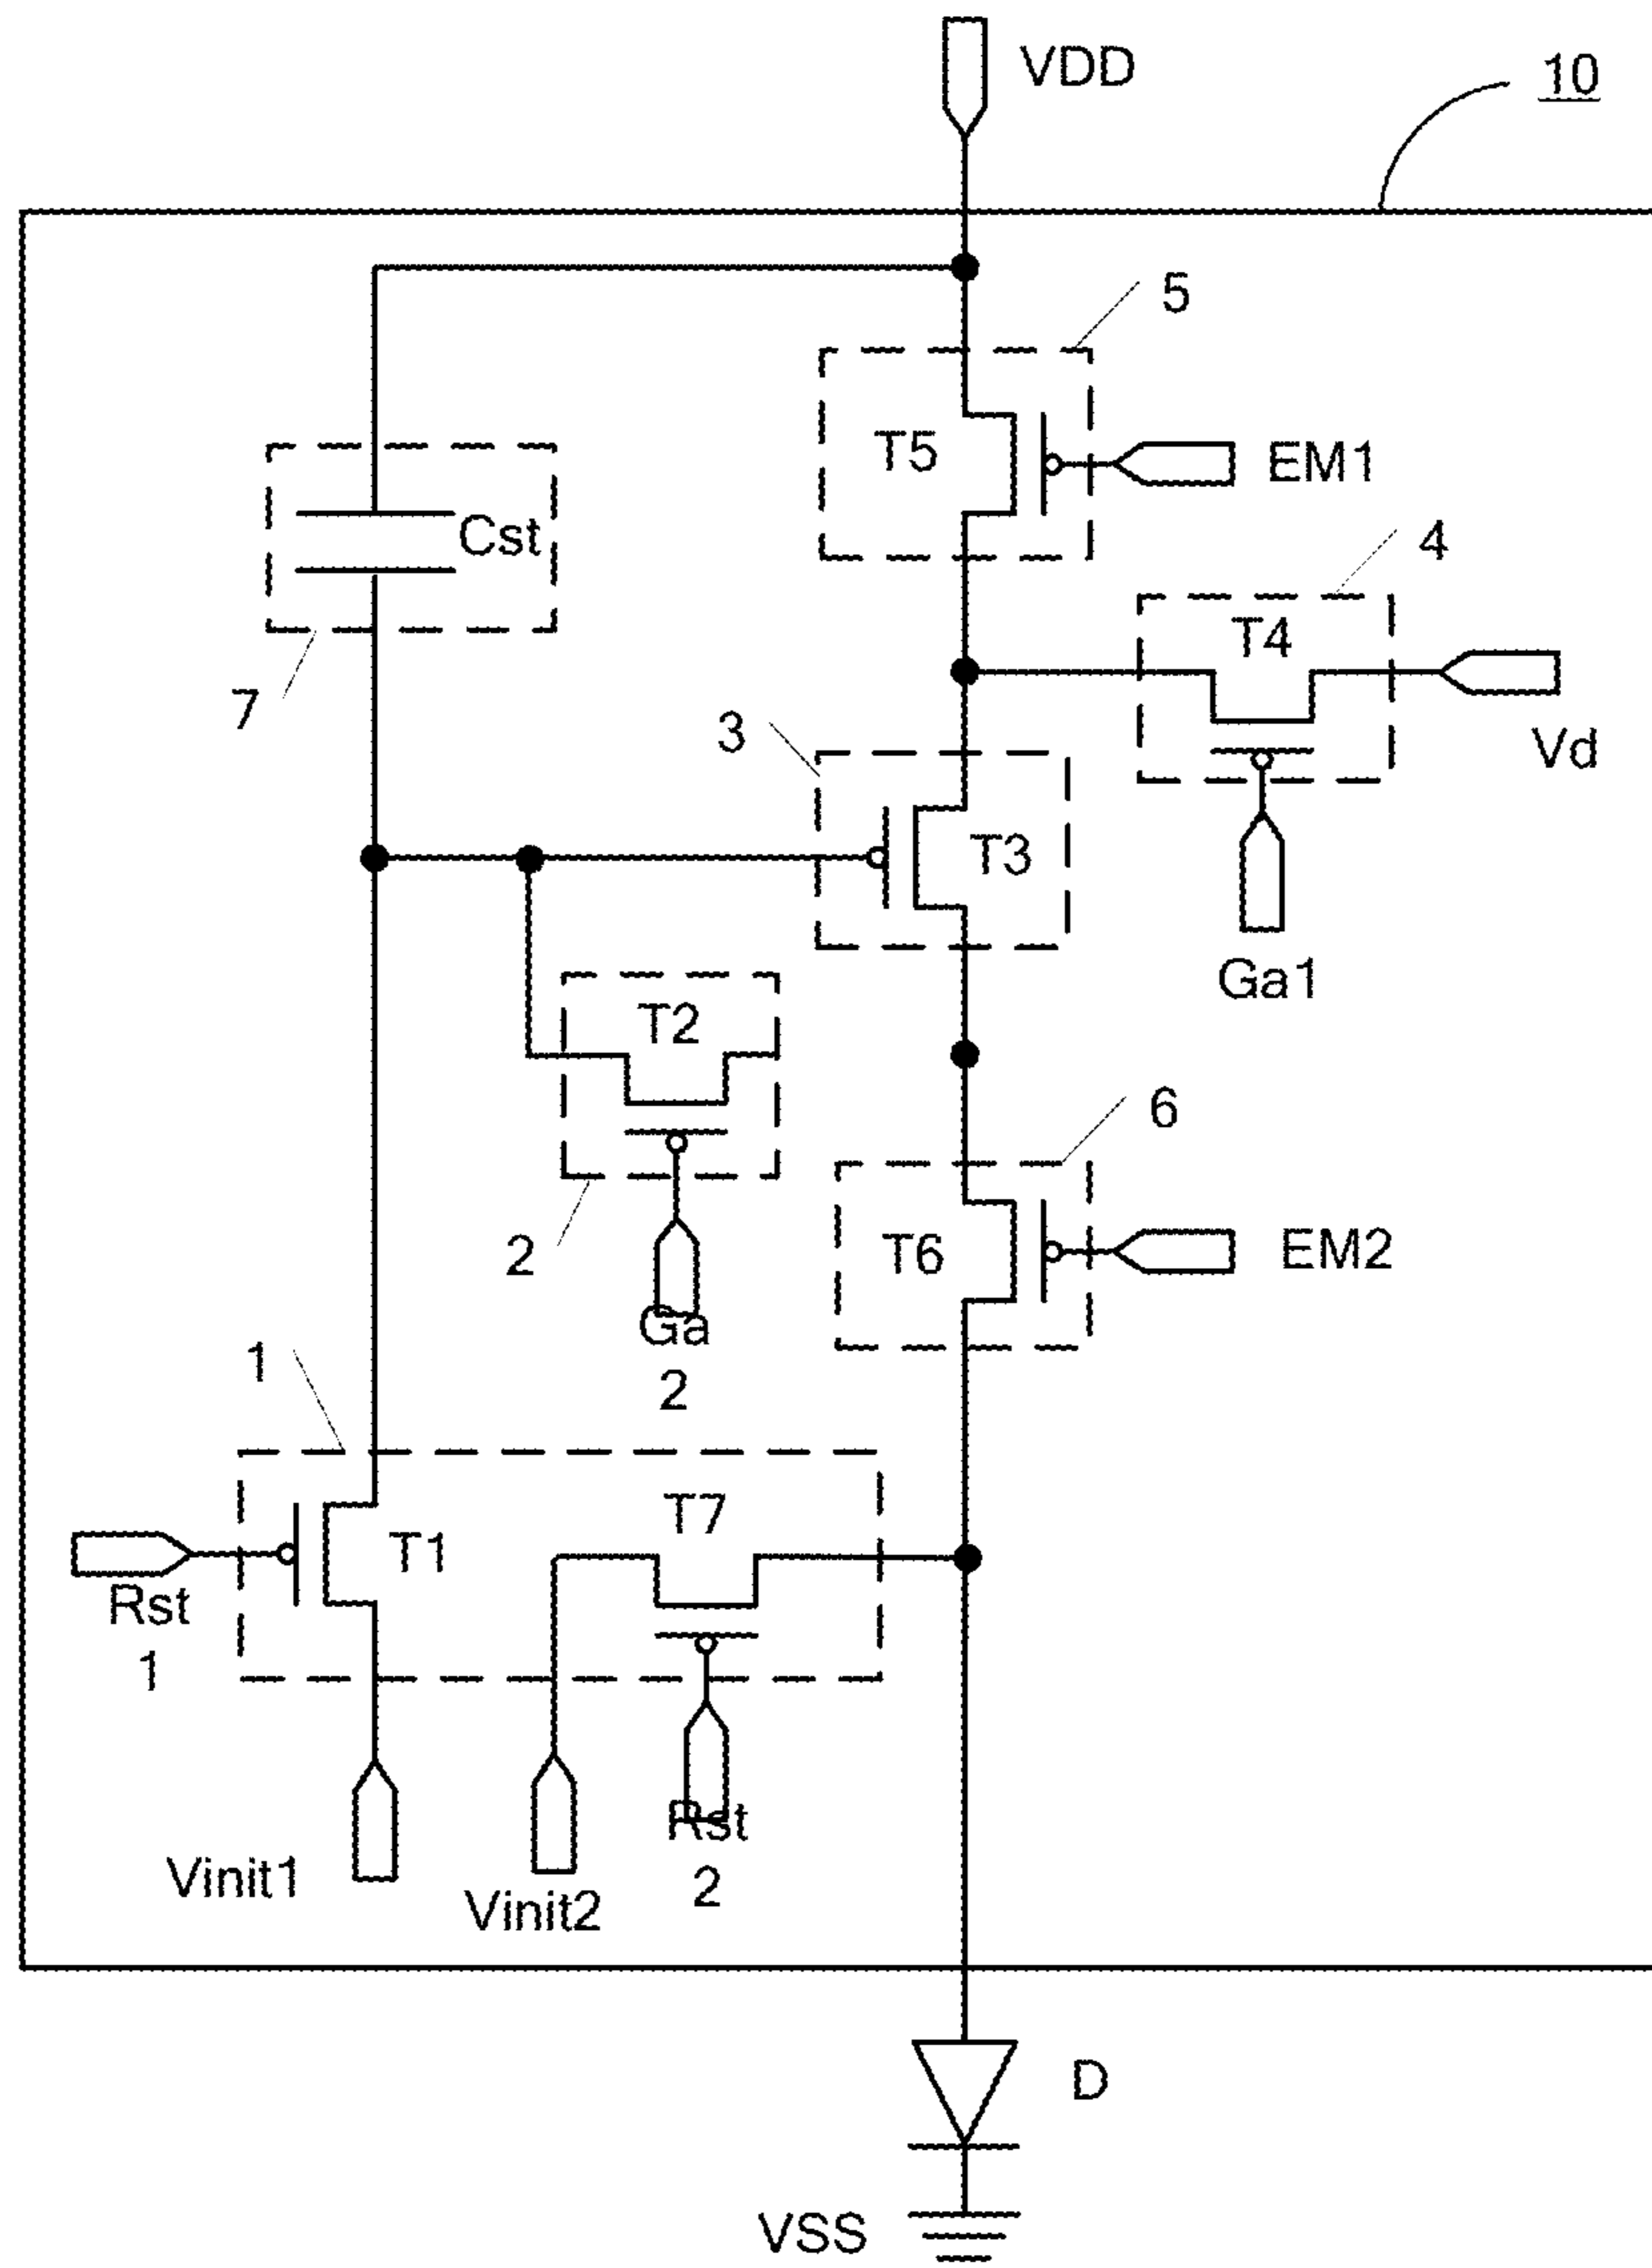 VDD
10
5
T5
EM1
Cst
4
T4
7
3
Vd
T3
Ga1
T2
6
2
T6
EM2
Ga
2
1
T7
T1
Rst
1
Rst
2
Vinit1
Vinit2
D
VSS